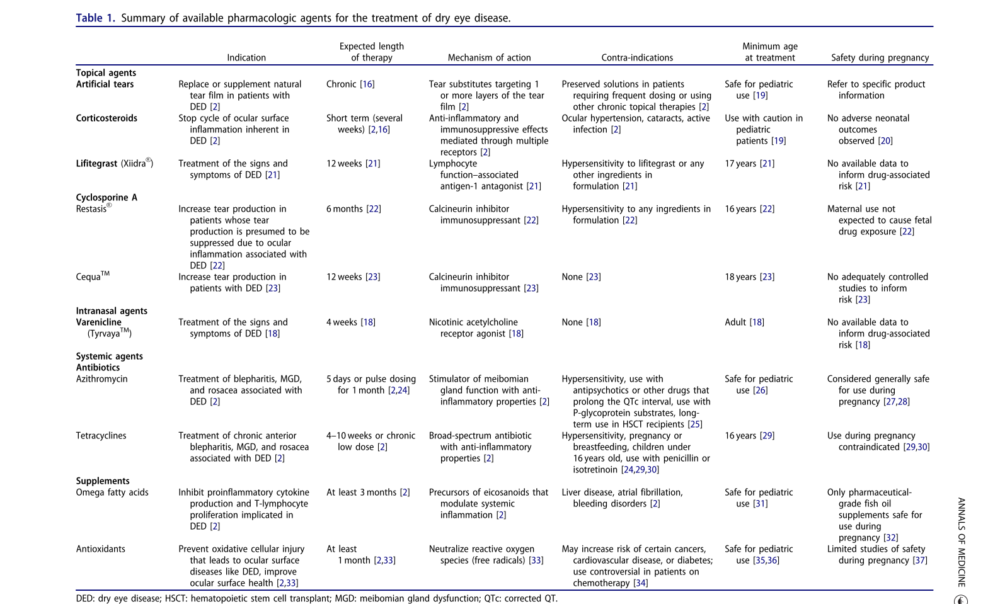 Table 1. Summary of available pharmacologic agents for the treatment of dry eye disease.
Indication
Expected length
of therapy
Mechanism of action
Contra-indications
Minimum age
at treatment
Safety during pregnancy
Topical agents
Artificial tears
Replace or supplement natural
tear film in patients with
DED [2]
Chronic [16]
Tear substitutes targeting 1
or more layers of the tear
film [2]
Preserved solutions in patients
requiring frequent dosing or using
other chronic topical therapies [2]
Safe for pediatric
use [19]
Refer to specific product
information
Corticosteroids
Stop cycle of ocular surface
inflammation inherent in
DED [2]
Short term (several
weeks) [2,16]
Anti-inflammatory and
immunosuppressive effects
mediated through multiple
receptors [2]
Ocular hypertension, cataracts, active
infection [2]
Use with caution in
pediatric
patients [19]
No adverse neonatal
outcomes
observed [20]
Lifitegrast (Xiidra®)
Treatment of the signs and
symptoms of DED [21]
12 weeks [21]
Lymphocyte
function–associated
antigen-1 antagonist [21]
Hypersensitivity to lifitegrast or any
other ingredients in
formulation [21]
17 years [21]
No available data to
inform drug-associated
risk [21]
Cyclosporine A
Restasis®
Increase tear production in
patients whose tear
production is presumed to be
suppressed due to ocular
inflammation associated with
DED [22]
6 months [22]
Calcineurin inhibitor
immunosuppressant [22]
Hypersensitivity to any ingredients in
formulation [22]
16 years [22]
Maternal use not
expected to cause fetal
drug exposure [22]
Cequa™
Increase tear production in
patients with DED [23]
12 weeks [23]
Calcineurin inhibitor
immunosuppressant [23]
None [23]
18 years [23]
No adequately controlled
studies to inform
risk [23]
Intranasal agents
Varenicline
(Tyrvaya™)
Treatment of the signs and
symptoms of DED [18]
4 weeks [18]
Nicotinic acetylcholine
receptor agonist [18]
None [18]
Adult [18]
No available data to
inform drug-associated
risk [18]
Systemic agents
Antibiotics
Azithromycin
Treatment of blepharitis, MGD,
and rosacea associated with
DED [2]
5 days or pulse dosing
for 1 month [2,24]
Stimulator of meibomian
gland function with anti-
inflammatory properties [2]
Hypersensitivity, use with
antipsychotics or other drugs that
prolong the QTc interval, use with
P-glycoprotein substrates, long-
term use in HSCT recipients [25]
Safe for pediatric
use [26]
Considered generally safe
for use during
pregnancy [27,28]
Tetracyclines
Treatment of chronic anterior
blepharitis, MGD, and rosacea
associated with DED [2]
4–10 weeks or chronic
low dose [2]
Broad-spectrum antibiotic
with anti-inflammatory
properties [2]
Hypersensitivity, pregnancy or
breastfeeding, children under
16 years old, use with penicillin or
isotretinoin [24,29,30]
16 years [29]
Use during pregnancy
contraindicated [29,30]
Supplements
Omega fatty acids
Inhibit proinflammatory cytokine
production and T-lymphocyte
proliferation implicated in
DED [2]
At least 3 months [2]
Precursors of eicosanoids that
modulate systemic
inflammation [2]
Liver disease, atrial fibrillation,
bleeding disorders [2]
Safe for pediatric
use [31]
Only pharmaceutical-
grade fish oil
supplements safe for
use during
pregnancy [32]
Antioxidants
Prevent oxidative cellular injury
that leads to ocular surface
diseases like DED, improve
ocular surface health [2,33]
At least
1 month [2,33]
Neutralize reactive oxygen
species (free radicals) [33]
May increase risk of certain cancers,
cardiovascular disease, or diabetes;
use controversial in patients on
chemotherapy [34]
Safe for pediatric
use [35,36]
Limited studies of safety
during pregnancy [37]
DED: dry eye disease; HSCT: hematopoietic stem cell transplant; MGD: meibomian gland dysfunction; QTc: corrected QT.
ANNALS OF MEDICINE